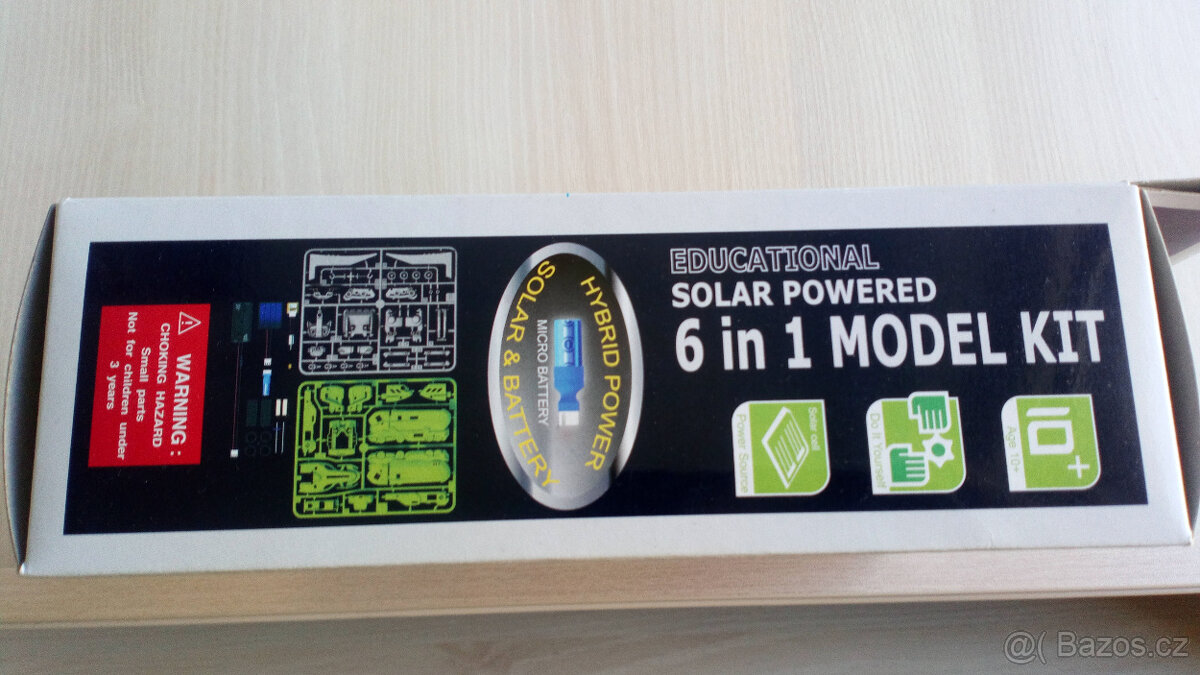 EDUCATIONAL
SOLAR POWERED
6 in 1 MODEL KIT
10+
Age 10+
Do It Yourself
Solar cell
Power Source
HYBRID POWER
SOLAR & BATTERY
MICRO BATTERY
WARNING :
CHOKING HAZARD
Small parts
Not for children under
3 years
@( Bazos.cz